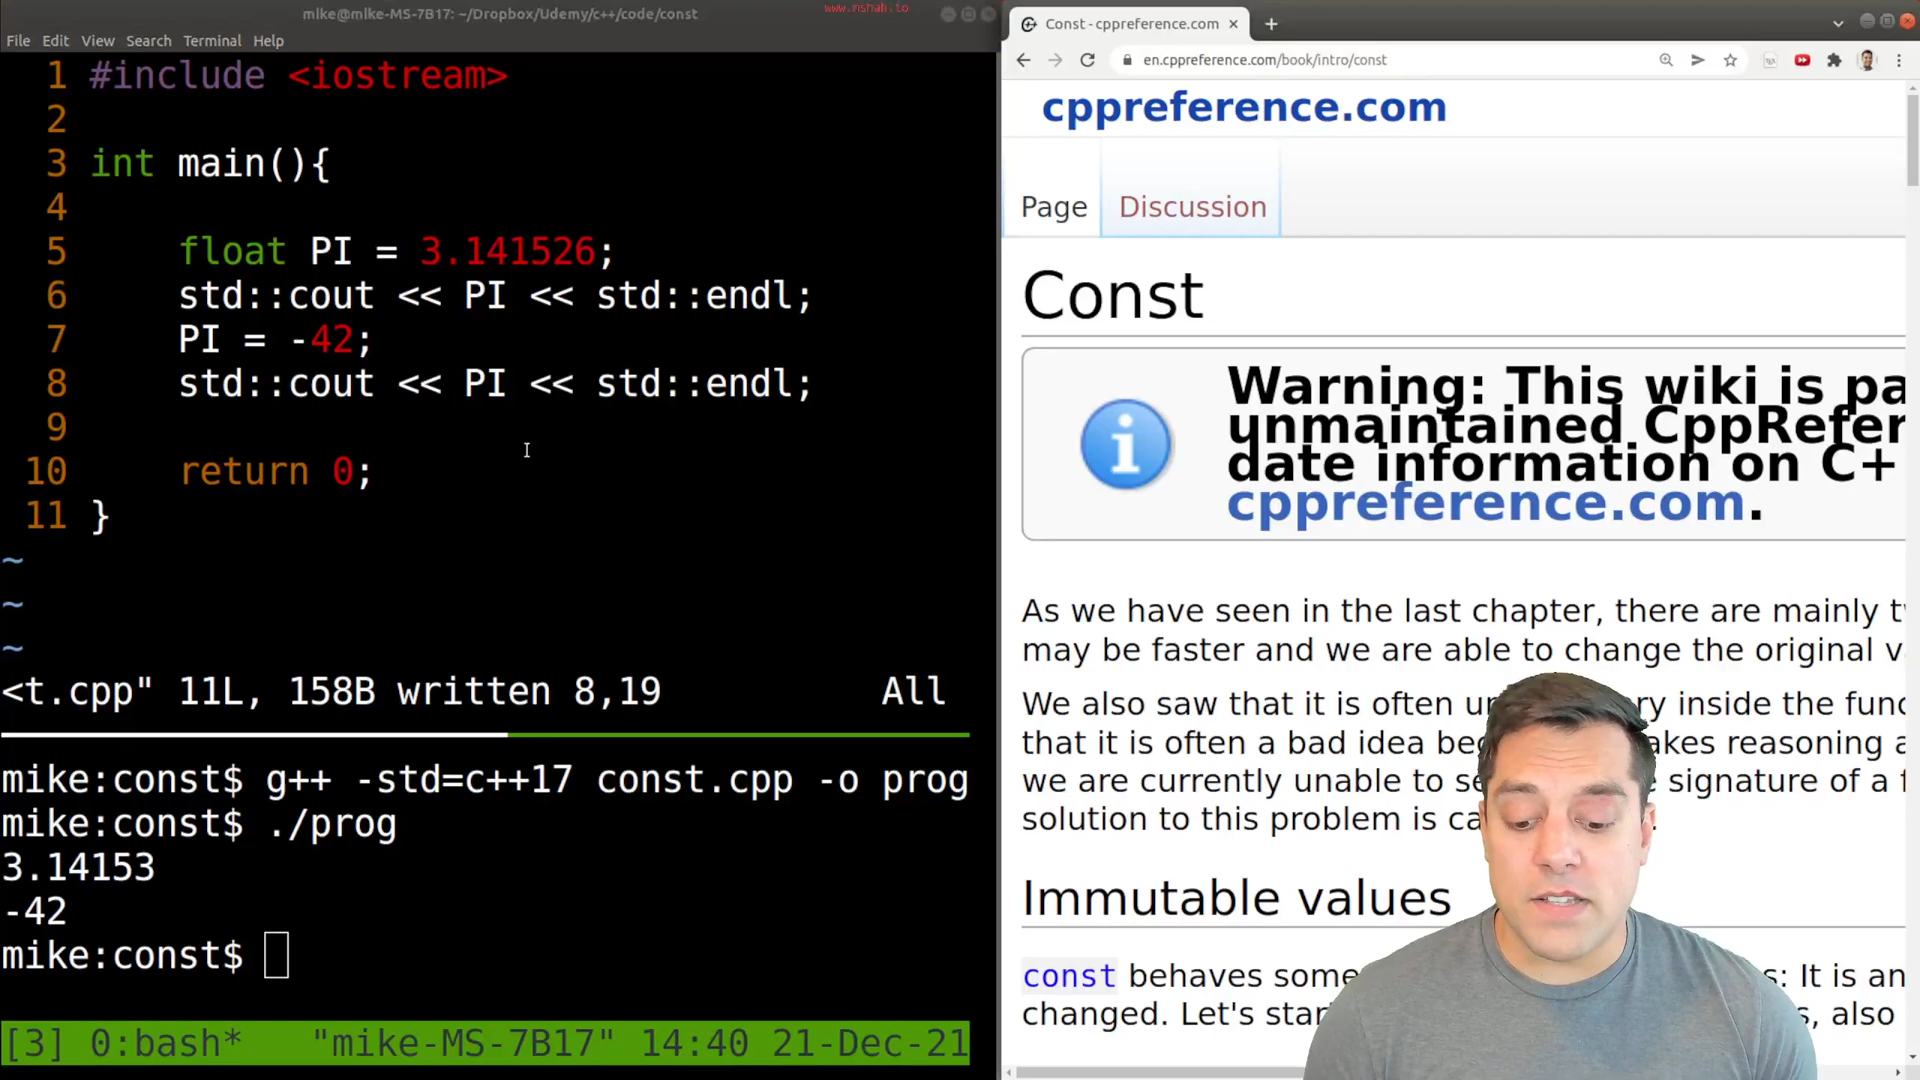 mike@mike-MS-7B17: ~/Dropbox/Udemy/c++/code/const
www.mshah.io
File Edit View Search Terminal Help
1 #include <iostream>
2
3 int main(){
4
5 float PI = 3.141526;
6 std::cout << PI << std::endl;
7 PI = -42;
8 std::cout << PI << std::endl;
9
10 return 0;
11 }
~
~
~
<t.cpp" 11L, 158B written 8,19 All
mike:const$ g++ -std=c++17 const.cpp -o prog
mike:const$ ./prog
3.14153
-42
mike:const$
[3] 0:bash* "mike-MS-7B17" 14:40 21-Dec-21
Const - cppreference.com
en.cppreference.com/book/intro/const
cppreference.com
Page Discussion
Const
Warning: This wiki is pa
unmaintained CppRefer
date information on C+
cppreference.com.
As we have seen in the last chapter, there are mainly t
may be faster and we are able to change the original v
We also saw that it is often un ry inside the func
that it is often a bad idea be akes reasoning a
we are currently unable to se signature of a f
solution to this problem is ca
Immutable values
const behaves some : It is an
changed. Let's star s, also